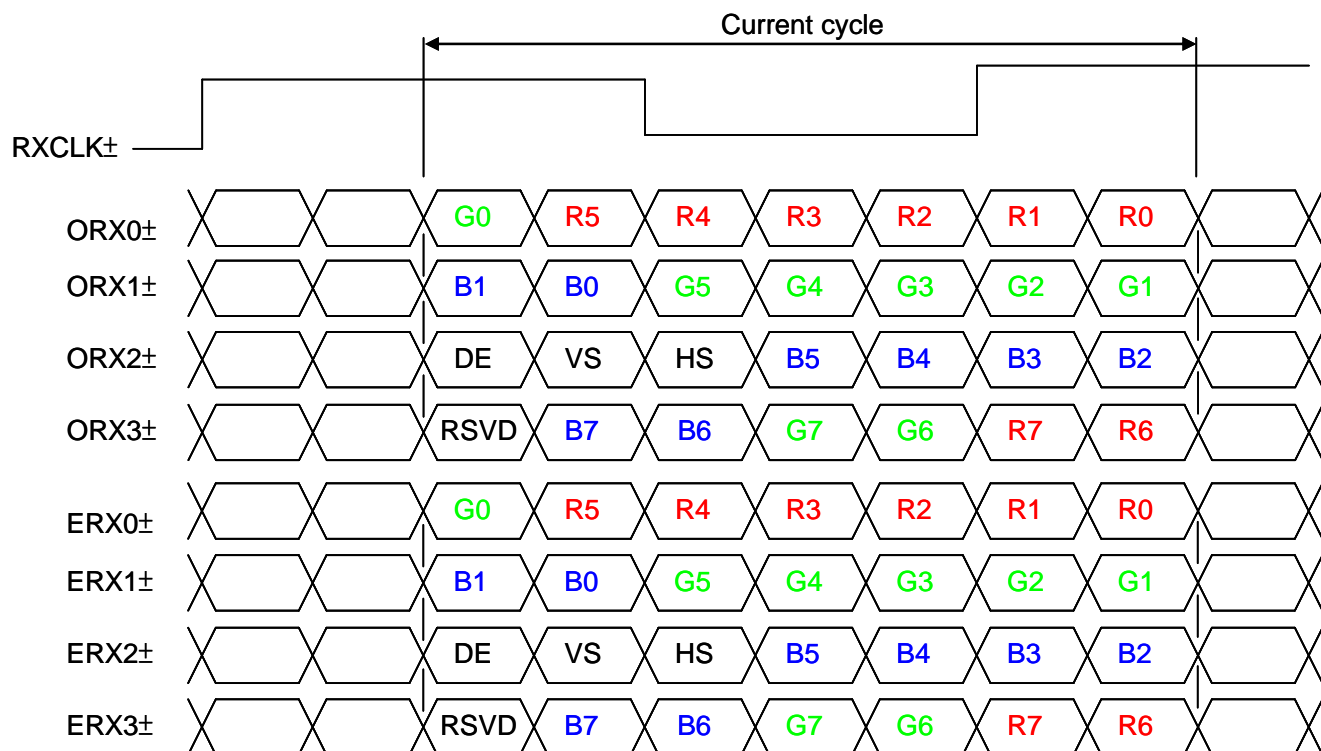 Current cycle
RXCLK±
ORX0± G0 R5 R4 R3 R2 R1 R0
ORX1± B1 B0 G5 G4 G3 G2 G1
ORX2± DE VS HS B5 B4 B3 B2
ORX3± RSVD B7 B6 G7 G6 R7 R6
ERX0± G0 R5 R4 R3 R2 R1 R0
ERX1± B1 B0 G5 G4 G3 G2 G1
ERX2± DE VS HS B5 B4 B3 B2
ERX3± RSVD B7 B6 G7 G6 R7 R6